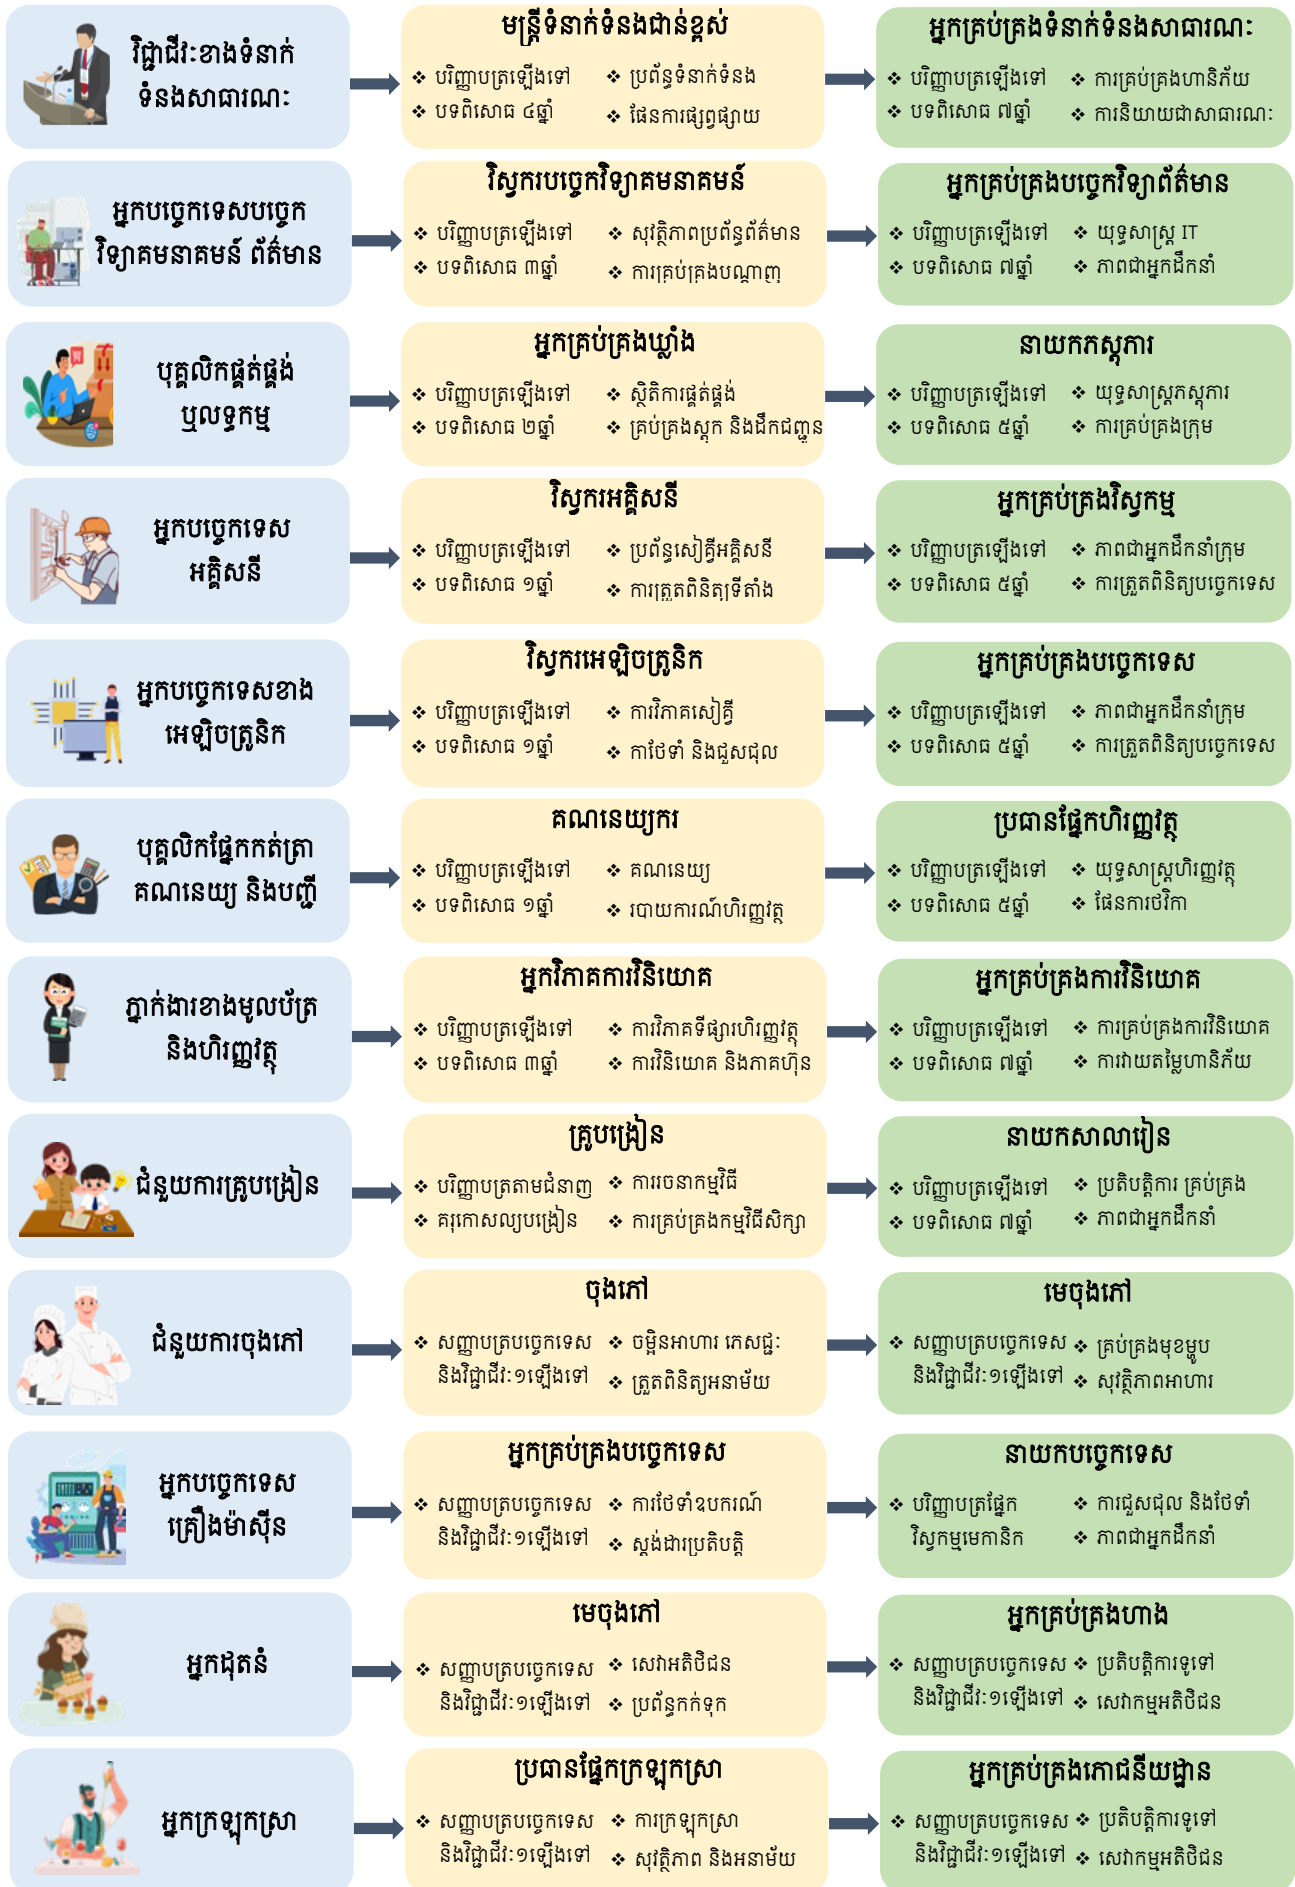 វិជ្ជាជីវៈខាងទំនាក់
ទំនងសាធារណៈ
មន្ត្រីទំនាក់ទំនងជាន់ខ្ពស់
❖ បរិញ្ញាបត្រឡើងទៅ
❖ បទពិសោធ ៤ឆ្នាំ
❖ ប្រព័ន្ធទំនាក់ទំនង
❖ ផែនការផ្សព្វផ្សាយ
អ្នកគ្រប់គ្រងទំនាក់ទំនងសាធារណៈ
❖ បរិញ្ញាបត្រឡើងទៅ
❖ បទពិសោធ ៧ឆ្នាំ
❖ ការគ្រប់គ្រងហានិភ័យ
❖ ការនិយាយជាសាធារណៈ
អ្នកបច្ចេកទេសបច្ចេក
វិទ្យាគមនាគមន៍ ព័ត៌មាន
វិស្វករបច្ចេកវិទ្យាគមនាគមន៍
❖ បរិញ្ញាបត្រឡើងទៅ
❖ បទពិសោធ ៣ឆ្នាំ
❖ សុវត្ថិភាពប្រព័ន្ធព័ត៌មាន
❖ ការគ្រប់គ្រងបណ្តាញ
អ្នកគ្រប់គ្រងបច្ចេកវិទ្យាព័ត៌មាន
❖ បរិញ្ញាបត្រឡើងទៅ
❖ បទពិសោធ ៧ឆ្នាំ
❖ យុទ្ធសាស្ត្រ IT
❖ ភាពជាអ្នកដឹកនាំ
បុគ្គលិកផ្គត់ផ្គង់
ឬលទ្ធកម្ម
អ្នកគ្រប់គ្រងឃ្លាំង
❖ បរិញ្ញាបត្រឡើងទៅ
❖ បទពិសោធ ២ឆ្នាំ
❖ ស្ថិតិការផ្គត់ផ្គង់
❖ គ្រប់គ្រងស្តុក និងដឹកជញ្ជូន
នាយកភស្តុភារ
❖ បរិញ្ញាបត្រឡើងទៅ
❖ បទពិសោធ ៥ឆ្នាំ
❖ យុទ្ធសាស្ត្រភស្តុភារ
❖ ការគ្រប់គ្រងក្រុម
អ្នកបច្ចេកទេស
អគ្គិសនី
វិស្វករអគ្គិសនី
❖ បរិញ្ញាបត្រឡើងទៅ
❖ បទពិសោធ ១ឆ្នាំ
❖ ប្រព័ន្ធសៀគ្វីអគ្គិសនី
❖ ការត្រួតពិនិត្យទីតាំង
អ្នកគ្រប់គ្រងវិស្វកម្ម
❖ បរិញ្ញាបត្រឡើងទៅ
❖ បទពិសោធ ៥ឆ្នាំ
❖ ភាពជាអ្នកដឹកនាំក្រុម
❖ ការត្រួតពិនិត្យបច្ចេកទេស
អ្នកបច្ចេកទេសខាង
អេឡិចត្រូនិក
វិស្វករអេឡិចត្រូនិក
❖ បរិញ្ញាបត្រឡើងទៅ
❖ បទពិសោធ ១ឆ្នាំ
❖ ការវិភាគសៀគ្វី
❖ កាថែទាំ និងជួសជុល
អ្នកគ្រប់គ្រងបច្ចេកទេស
❖ បរិញ្ញាបត្រឡើងទៅ
❖ បទពិសោធ ៥ឆ្នាំ
❖ ភាពជាអ្នកដឹកនាំក្រុម
❖ ការត្រួតពិនិត្យបច្ចេកទេស
បុគ្គលិកផ្នែកកត់ត្រា
គណនេយ្យ និងបញ្ជី
គណនេយ្យករ
❖ បរិញ្ញាបត្រឡើងទៅ
❖ បទពិសោធ ១ឆ្នាំ
❖ គណនេយ្យ
❖ របាយការណ៍ហិរញ្ញវត្ថុ
ប្រធានផ្នែកហិរញ្ញវត្ថុ
❖ បរិញ្ញាបត្រឡើងទៅ
❖ បទពិសោធ ៥ឆ្នាំ
❖ យុទ្ធសាស្ត្រហិរញ្ញវត្ថុ
❖ ផែនការថវិកា
ភ្នាក់ងារខាងមូលប័ត្រ
និងហិរញ្ញវត្ថុ
អ្នកវិភាគការវិនិយោគ
❖ បរិញ្ញាបត្រឡើងទៅ
❖ បទពិសោធ ៣ឆ្នាំ
❖ ការវិភាគទីផ្សារហិរញ្ញវត្ថុ
❖ ការវិនិយោគ និងភាគហ៊ុន
អ្នកគ្រប់គ្រងការវិនិយោគ
❖ បរិញ្ញាបត្រឡើងទៅ
❖ បទពិសោធ ៧ឆ្នាំ
❖ ការគ្រប់គ្រងការវិនិយោគ
❖ ការវាយតម្លៃហានិភ័យ
ជំនួយការគ្រូបង្រៀន
គ្រូបង្រៀន
❖ បរិញ្ញាបត្រតាមជំនាញ
❖ គរុកោសល្យបង្រៀន
❖ ការរចនាកម្មវិធី
❖ ការគ្រប់គ្រងកម្មវិធីសិក្សា
នាយកសាលារៀន
❖ បរិញ្ញាបត្រឡើងទៅ
❖ បទពិសោធ ៧ឆ្នាំ
❖ ប្រតិបត្តិការ គ្រប់គ្រង
❖ ភាពជាអ្នកដឹកនាំ
ជំនួយការចុងភៅ
ចុងភៅ
❖ សញ្ញាបត្របច្ចេកទេស
និងវិជ្ជាជីវៈ១ឡើងទៅ
❖ ចម្អិនអាហារ ភេសជ្ជៈ
❖ ត្រួតពិនិត្យអនាម័យ
មេចុងភៅ
❖ សញ្ញាបត្របច្ចេកទេស
និងវិជ្ជាជីវៈ១ឡើងទៅ
❖ គ្រប់គ្រងមុខម្ហូប
❖ សុវត្ថិភាពអាហារ
អ្នកបច្ចេកទេស
គ្រឿងម៉ាស៊ីន
អ្នកគ្រប់គ្រងបច្ចេកទេស
❖ សញ្ញាបត្របច្ចេកទេស
និងវិជ្ជាជីវៈ១ឡើងទៅ
❖ ការថែទាំឧបករណ៍
❖ ស្តង់ដារប្រតិបត្តិ
នាយកបច្ចេកទេស
❖ បរិញ្ញាបត្រផ្នែក
វិស្វកម្មមេកានិក
❖ ការជួសជុល និងថែទាំ
❖ ភាពជាអ្នកដឹកនាំ
អ្នកដុតនំ
មេចុងភៅ
❖ សញ្ញាបត្របច្ចេកទេស
និងវិជ្ជាជីវៈ១ឡើងទៅ
❖ សេវាអតិថិជន
❖ ប្រព័ន្ធកក់ទុក
អ្នកគ្រប់គ្រងហាង
❖ សញ្ញាបត្របច្ចេកទេស
និងវិជ្ជាជីវៈ១ឡើងទៅ
❖ ប្រតិបត្តិការទូទៅ
❖ សេវាកម្មអតិថិជន
អ្នកក្រឡុកស្រា
ប្រធានផ្នែកក្រឡុកស្រា
❖ សញ្ញាបត្របច្ចេកទេស
និងវិជ្ជាជីវៈ១ឡើងទៅ
❖ ការក្រឡុកស្រា
❖ សុវត្ថិភាព និងអនាម័យ
អ្នកគ្រប់គ្រងភោជនីយដ្ឋាន
❖ សញ្ញាបត្របច្ចេកទេស
និងវិជ្ជាជីវៈ១ឡើងទៅ
❖ ប្រតិបត្តិការទូទៅ
❖ សេវាកម្មអតិថិជន